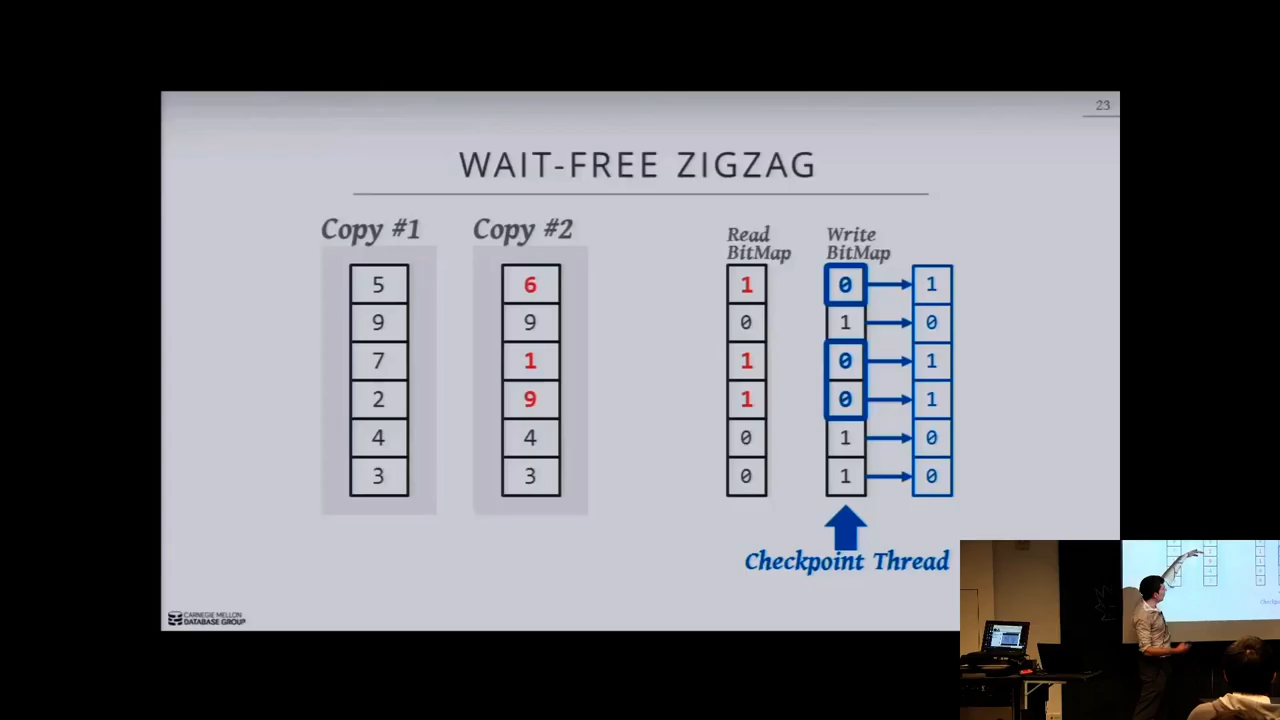 23
WAIT-FREE ZIGZAG
Copy #1 Copy #2 Read BitMap Write BitMap
5 6 1 0 1
9 9 0 1 0
7 1 1 0 1
2 9 1 0 1
4 4 0 1 0
3 3 0 1 0
Checkpoint Thread
CARNEGE MELLON
DATABASE GROUP